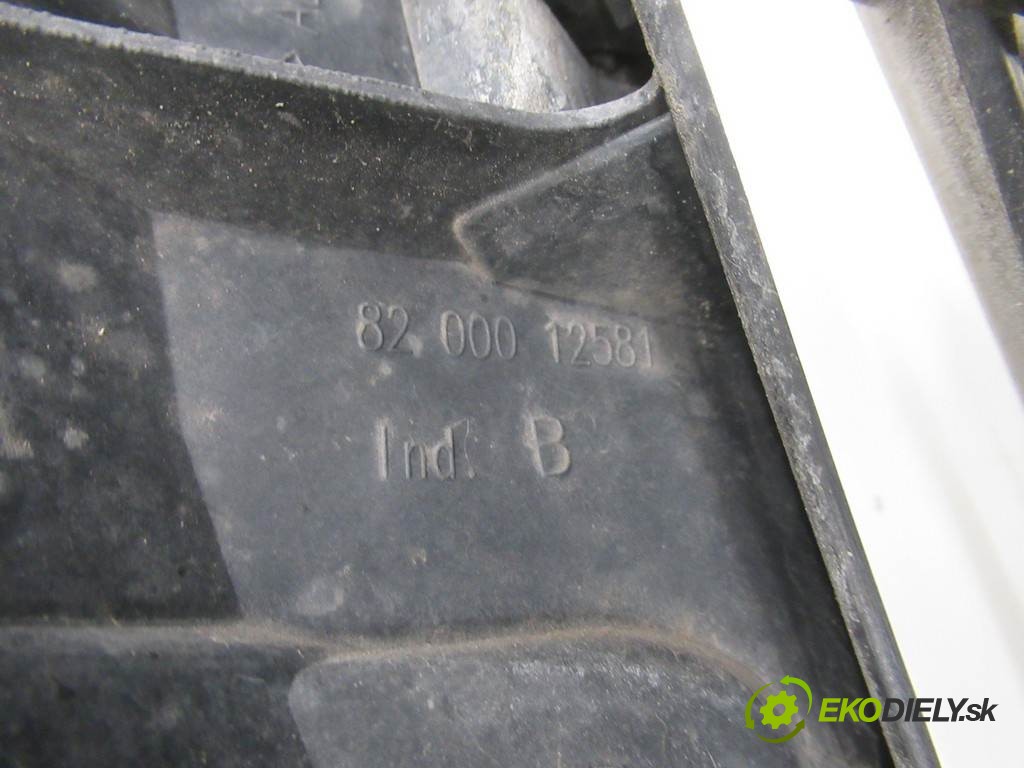 82 000 12581
Ind. B
EKODIELY.sk